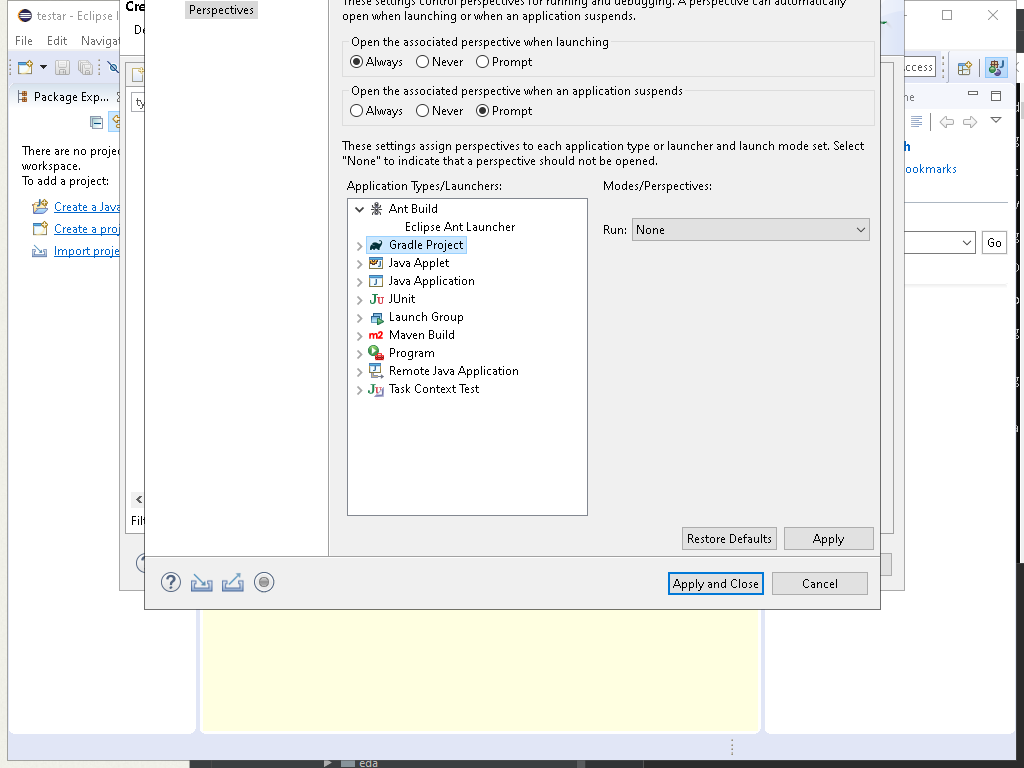 testar - Eclipse I
File Edit Naviga
Package Exp...
There are no proje
workspace.
To add a project:
Create a Java
Create a proj
Import proje
Cre
De
ty
<
Filt
Perspectives
These settings control perspectives for running and debugging. A perspective can automatically
open when launching or when an application suspends.
Open the associated perspective when launching
Always Never Prompt
Open the associated perspective when an application suspends
Always Never Prompt
These settings assign perspectives to each application type or launcher and launch mode set. Select
"None" to indicate that a perspective should not be opened.
Application Types/Launchers:
Modes/Perspectives:
Ant Build
Eclipse Ant Launcher
Gradle Project
Java Applet
Java Application
JUnit
Launch Group
Maven Build
Program
Remote Java Application
Task Context Test
Run: None
Restore Defaults
Apply
Apply and Close
Cancel
ccess
ne
h
ookmarks
Go
eda